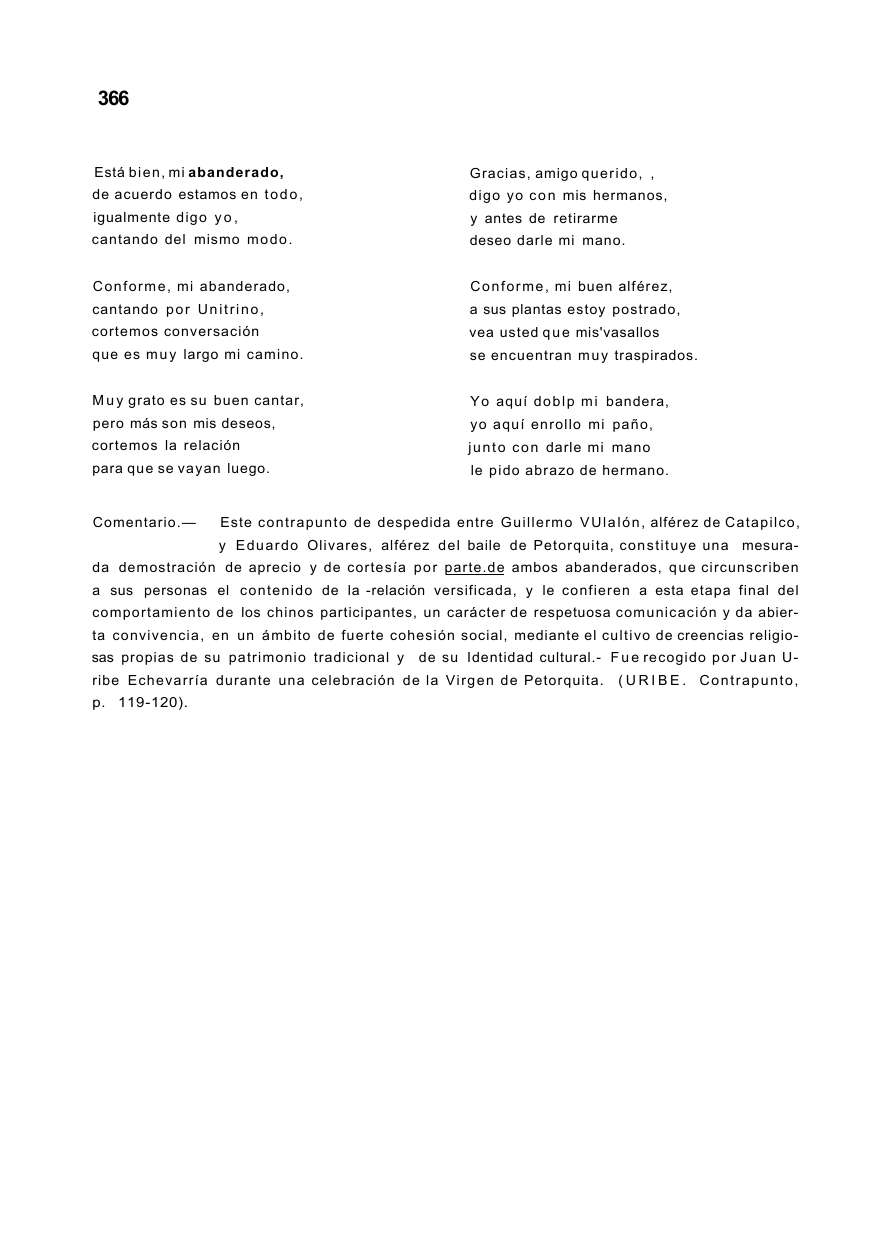 366
Está bien, mi abanderado,
de acuerdo estamos en todo,
igualmente digo yo,
cantando del mismo modo.
Conforme, mi abanderado,
cantando por Unitrino,
cortemos conversación
que es muy largo mi camino.
Muy grato es su buen cantar,
pero más son mis deseos,
cortemos la relación
para que se vayan luego.
Gracias, amigo querido, ,
digo yo con mis hermanos,
y antes de retirarme
deseo darle mi mano.
Conforme, mi buen alférez,
a sus plantas estoy postrado,
vea usted que mis'vasallos
se encuentran muy traspirados.
Yo aquí doblp mi bandera,
yo aquí enrollo mi paño,
junto con darle mi mano
le pido abrazo de hermano.
Comentario.— Este contrapunto de despedida entre Guillermo VUlalón, alférez de Catapilco,
y Eduardo Olivares, alférez del baile de Petorquita, constituye una mesura-
da demostración de aprecio y de cortesía por parte.de ambos abanderados, que circunscriben
a sus personas el contenido de la -relación versificada, y le confieren a esta etapa final del
comportamiento de los chinos participantes, un carácter de respetuosa comunicación y da abier-
ta convivencia, en un ámbito de fuerte cohesión social, mediante el cultivo de creencias religio-
sas propias de su patrimonio tradicional y de su Identidad cultural.- Fue recogido por Juan U-
ribe Echevarría durante una celebración de la Virgen de Petorquita. (URIBE. Contrapunto,
p. 119-120).